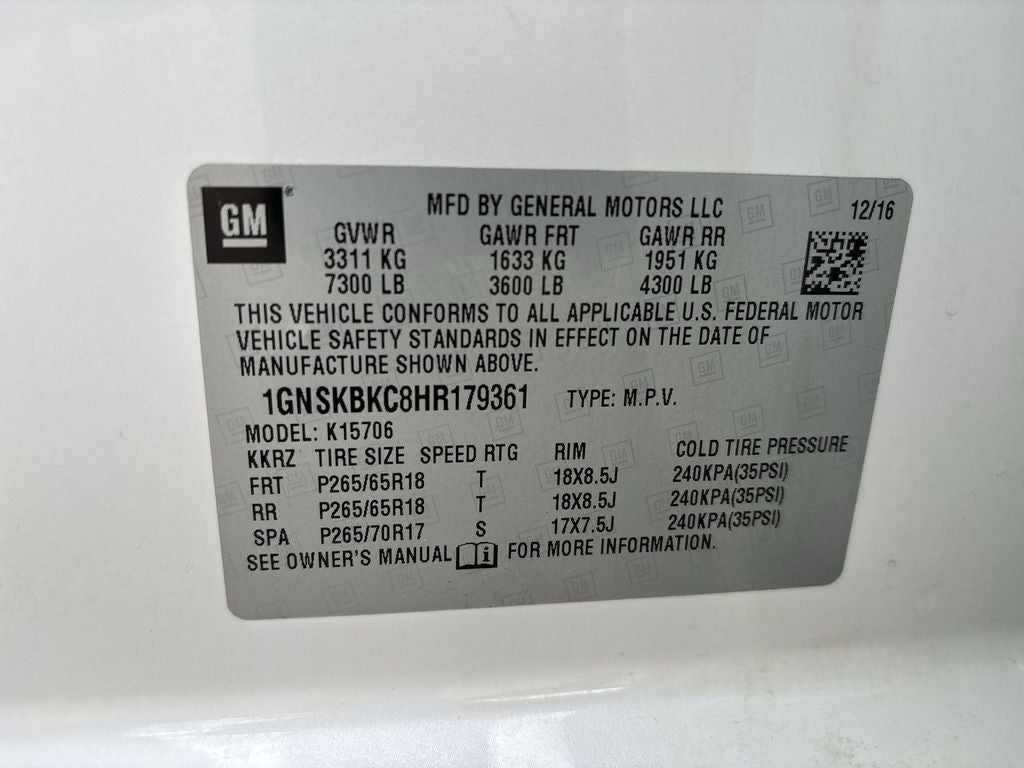 GM® MFD BY GENERAL MOTORS LLC 12/16
GVWR GAWR FRT GAWR RR
3311 KG 1633 KG 1951 KG
7300 LB 3600 LB 4300 LB
THIS VEHICLE CONFORMS TO ALL APPLICABLE U.S. FEDERAL MOTOR
VEHICLE SAFETY STANDARDS IN EFFECT ON THE DATE OF
MANUFACTURE SHOWN ABOVE.
1GNSKBKC8HR179361 TYPE: M.P.V.
MODEL: K15706
KKRZ TIRE SIZE SPEED RTG RIM COLD TIRE PRESSURE
FRT P265/65R18 T 18X8.5J 240KPA(35PSI)
RR P265/65R18 T 18X8.5J 240KPA(35PSI)
SPA P265/70R17 S 17X7.5J 240KPA(35PSI)
SEE OWNER'S MANUAL i FOR MORE INFORMATION.